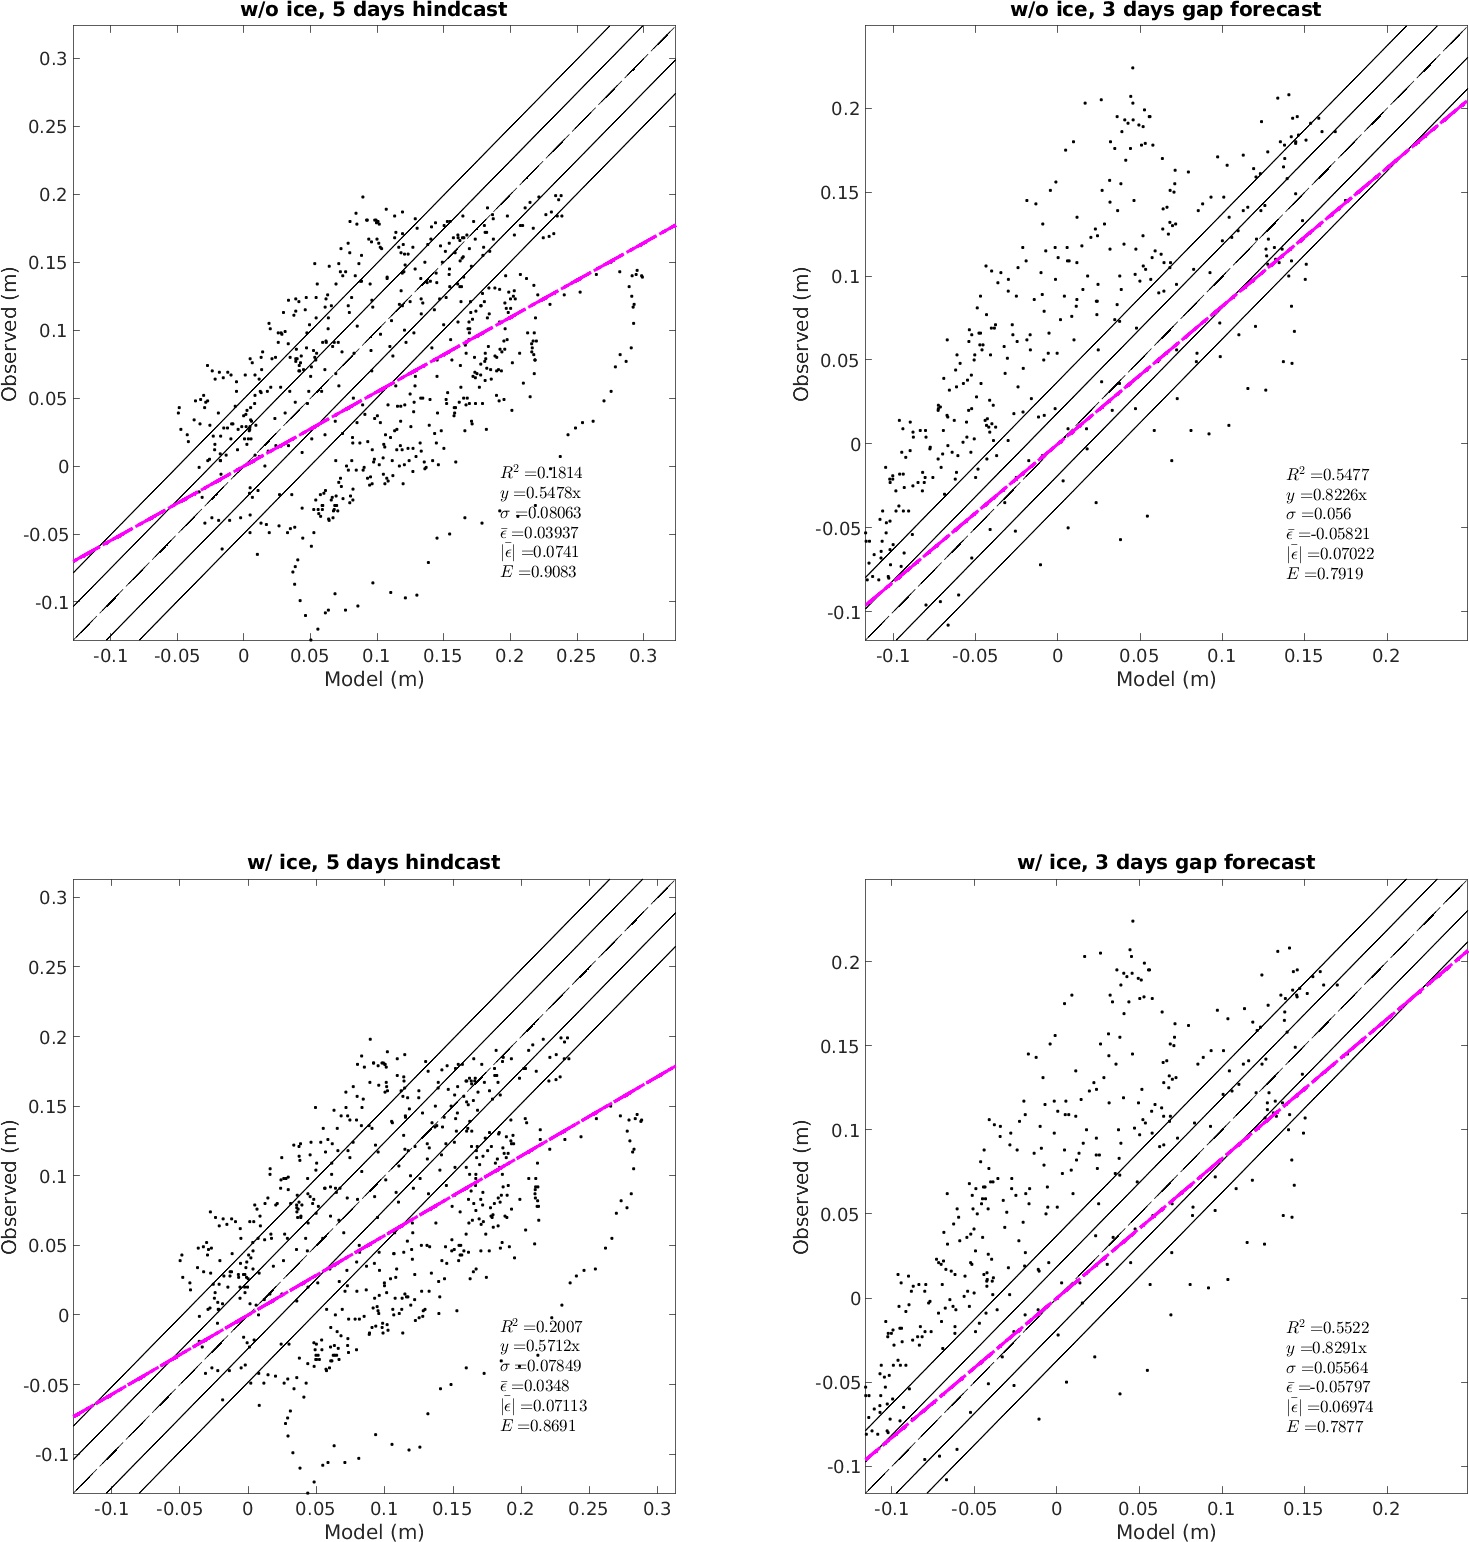 w/o ice, 5 days hindcast
0.3
0.25
0.2
0.15
0.1
0.05
0
-0.05
-0.1
Observed (m)
R² =0.1814
y =0.5478x
σ =0.08063
ϵ̄ =0.03937
|ϵ̄| =0.0741
E =0.9083
-0.1 -0.05 0 0.05 0.1 0.15 0.2 0.25 0.3
Model (m)
w/o ice, 3 days gap forecast
0.2
0.15
0.1
0.05
0
-0.05
-0.1
Observed (m)
R² =0.5477
y =0.8226x
σ =0.056
ϵ̄ =-0.05821
|ϵ̄| =0.07022
E =0.7919
-0.1 -0.05 0 0.05 0.1 0.15 0.2
Model (m)
w/ ice, 5 days hindcast
0.3
0.25
0.2
0.15
0.1
0.05
0
-0.05
-0.1
Observed (m)
R² =0.2007
y =0.5712x
σ =0.07849
ϵ̄ =0.0348
|ϵ̄| =0.07113
E =0.8691
-0.1 -0.05 0 0.05 0.1 0.15 0.2 0.25 0.3
Model (m)
w/ ice, 3 days gap forecast
0.2
0.15
0.1
0.05
0
-0.05
-0.1
Observed (m)
R² =0.5522
y =0.8291x
σ =0.05564
ϵ̄ =-0.05797
|ϵ̄| =0.06974
E =0.7877
-0.1 -0.05 0 0.05 0.1 0.15 0.2
Model (m)